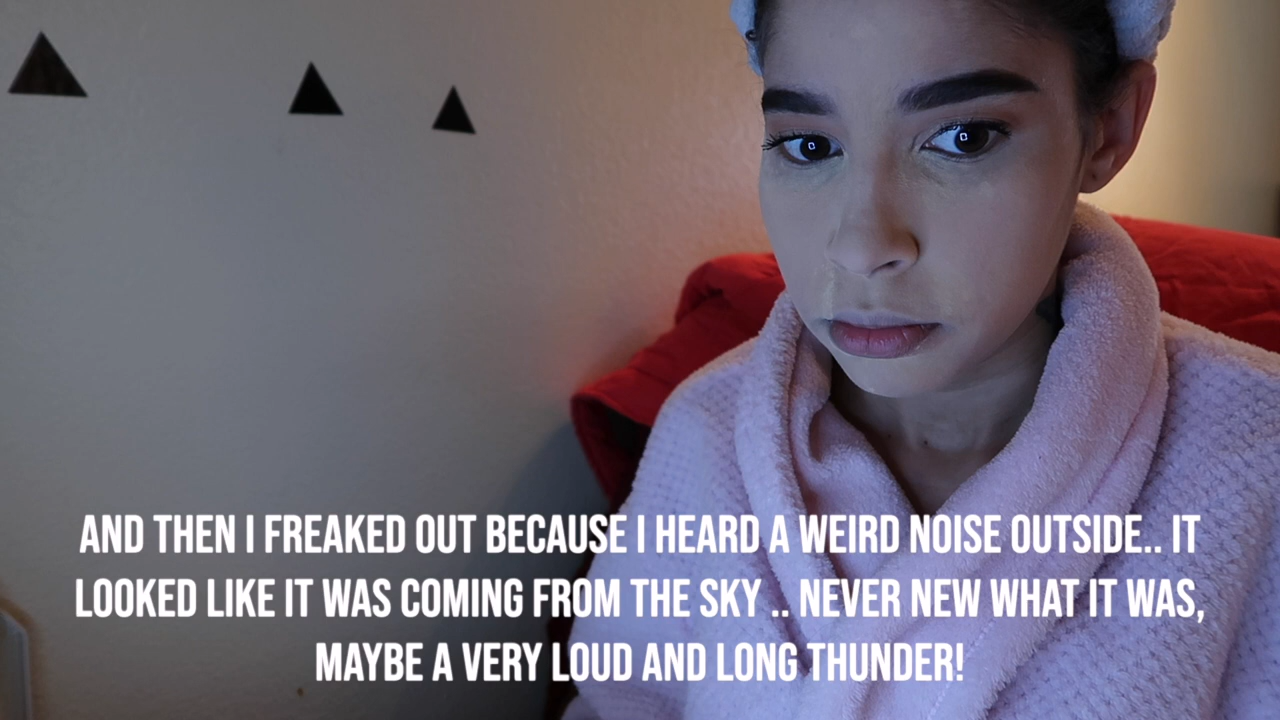 AND THEN I FREAKED OUT BECAUSE I HEARD A WEIRD NOISE OUTSIDE.. IT
LOOKED LIKE IT WAS COMING FROM THE SKY .. NEVER NEW WHAT IT WAS,
MAYBE A VERY LOUD AND LONG THUNDER!